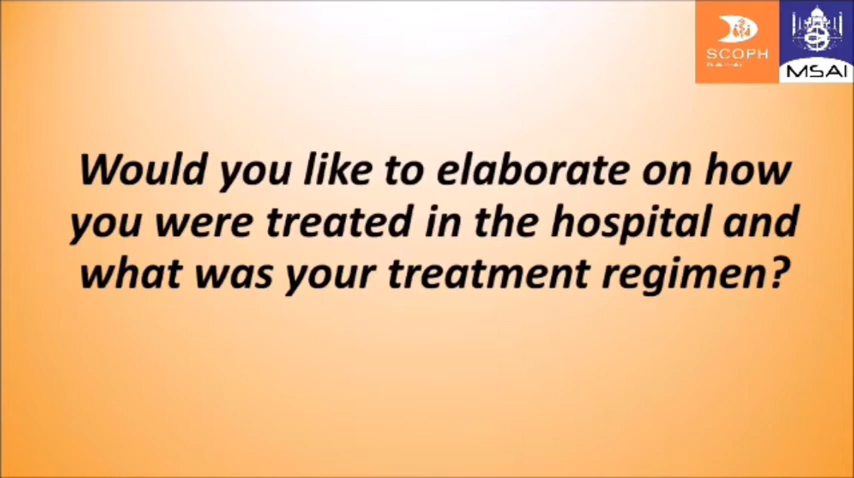 SCOPH
MSAI
Would you like to elaborate on how
you were treated in the hospital and
what was your treatment regimen?